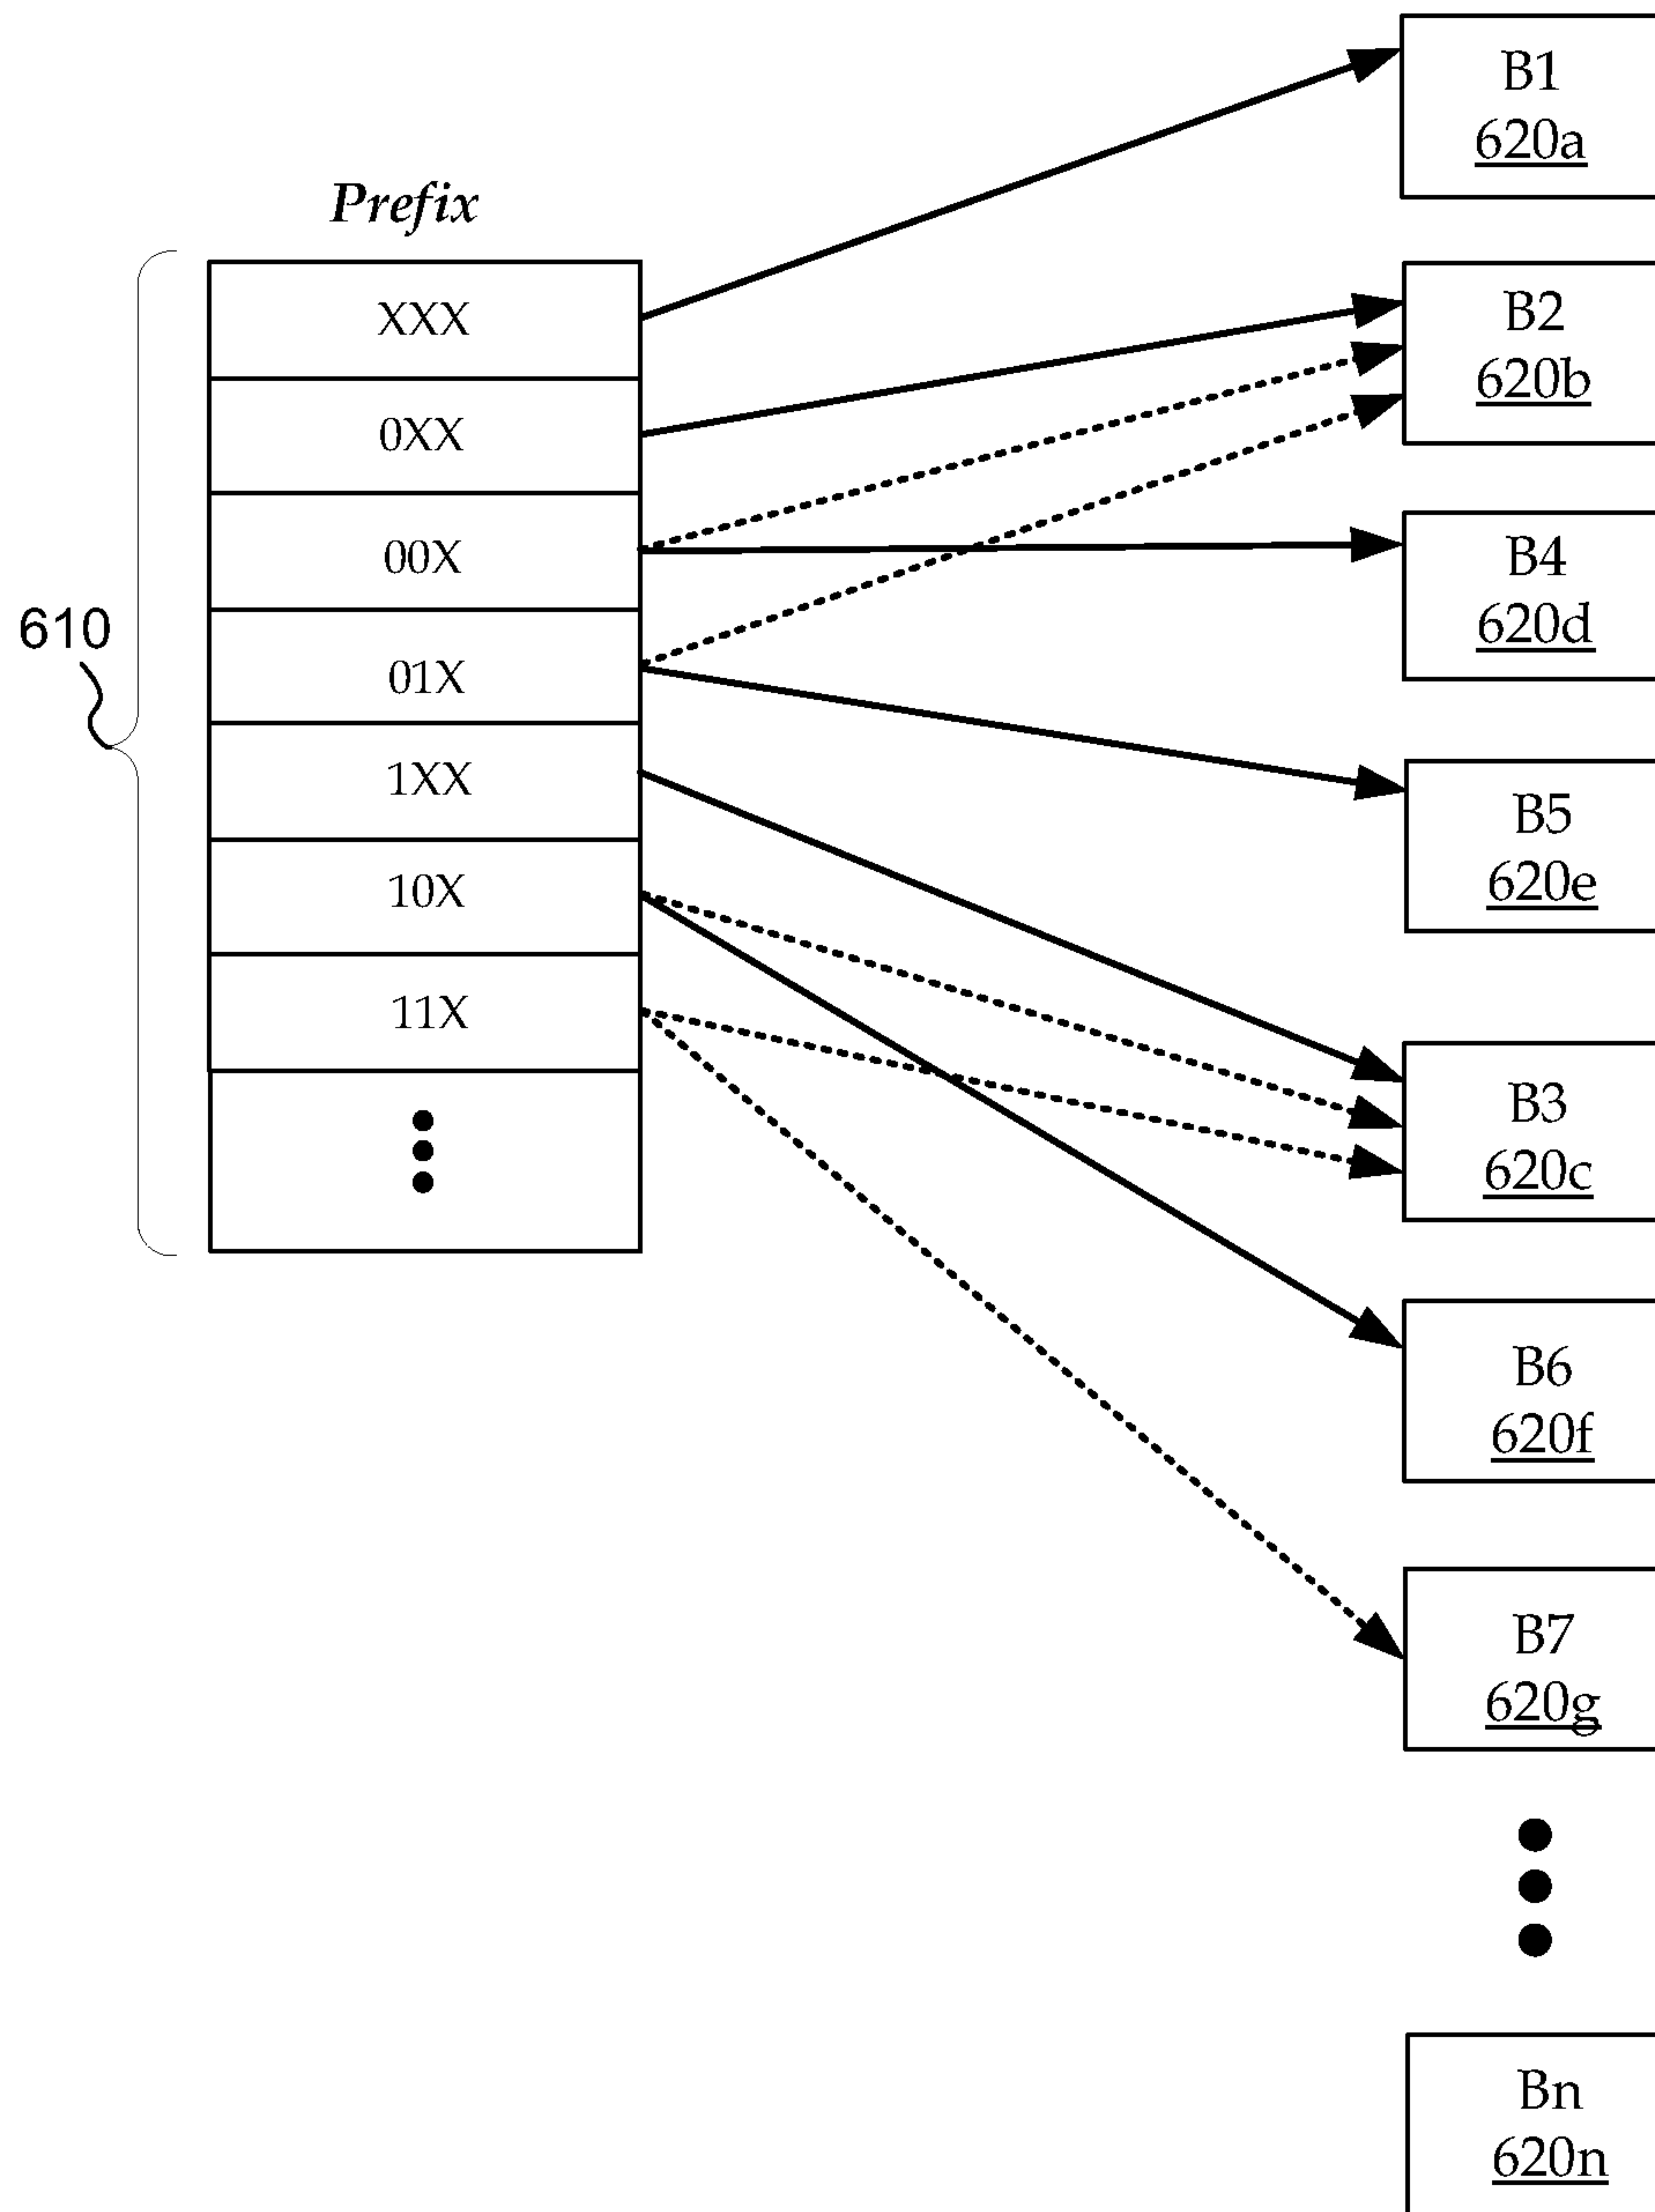 Prefix
XXX
0XX
00X
01X
1XX
10X
11X
610
B1
620a
B2
620b
B4
620d
B5
620e
B3
620c
B6
620f
B7
620g
Bn
620n